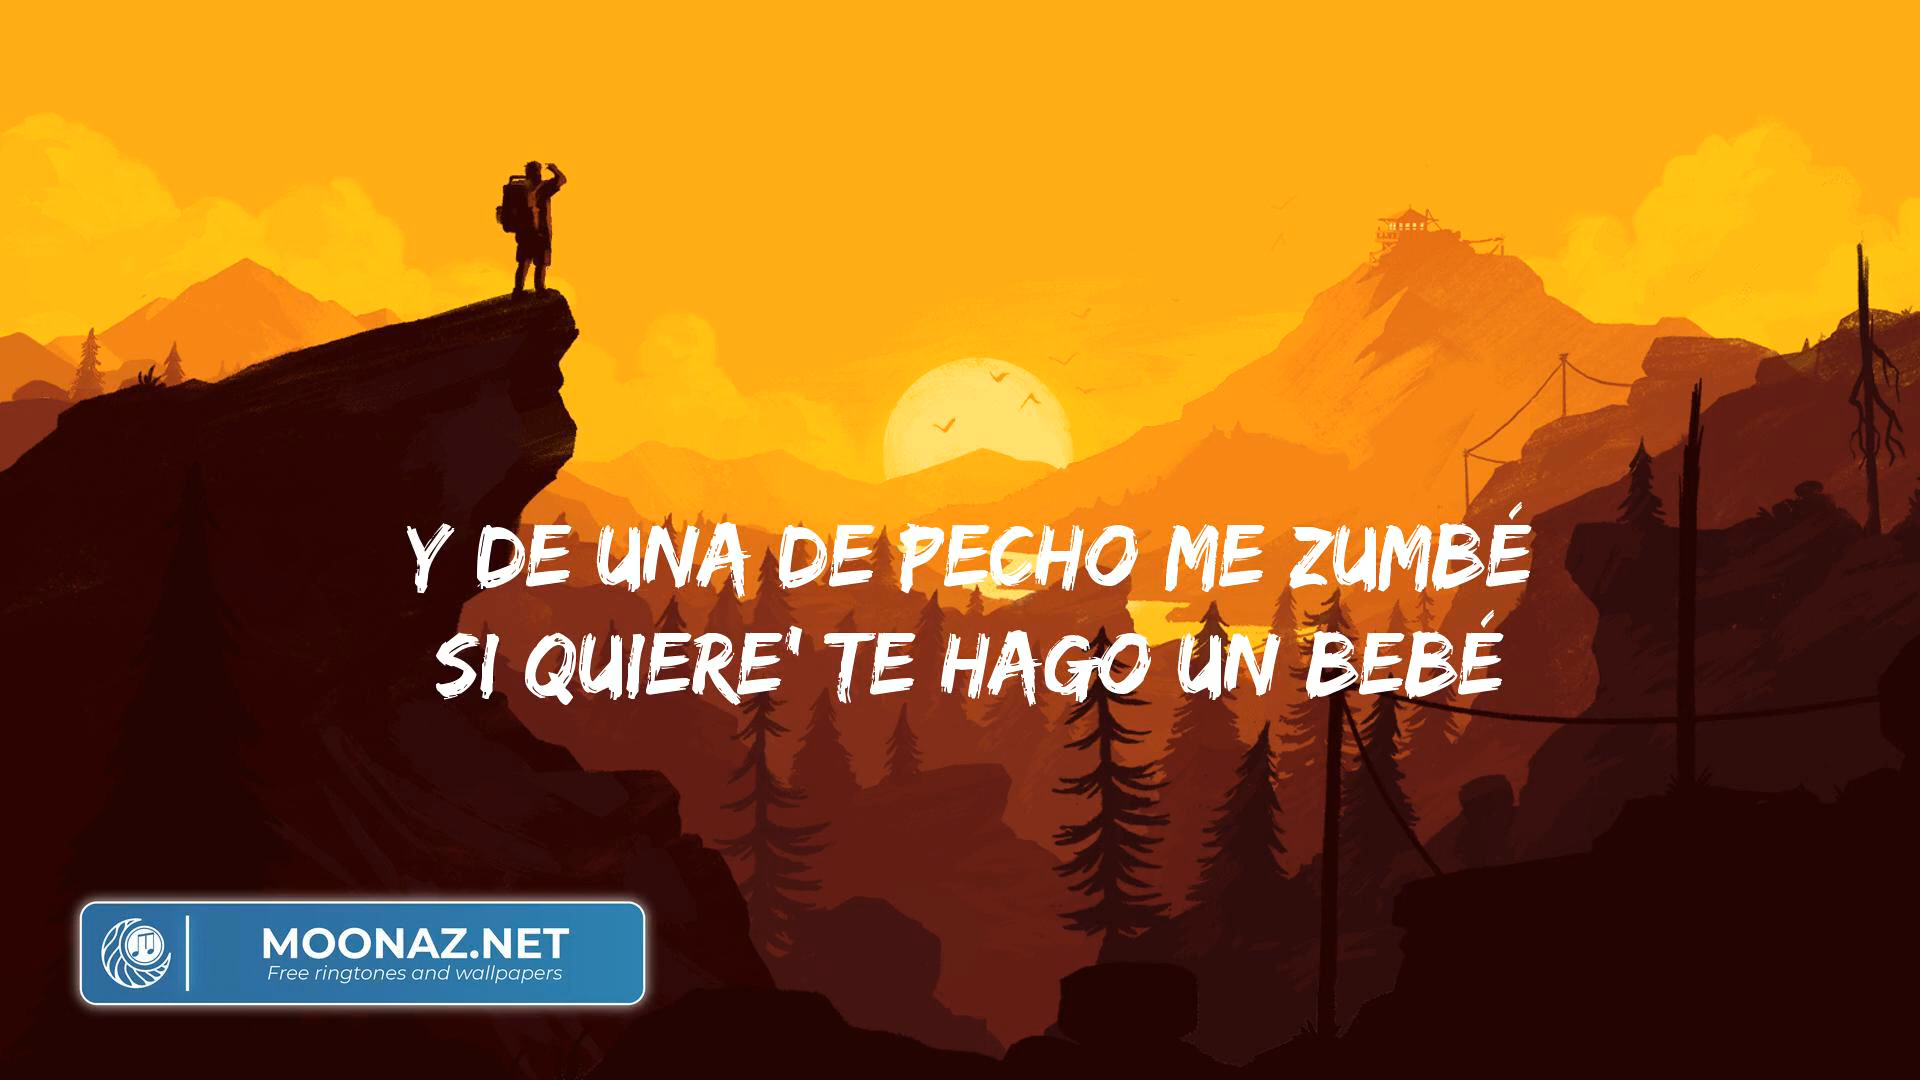 Y DE UNA DE PECHO ME ZUMBÉ
SI QUIERE' TE HAGO UN BEBÉ
MOONAZ.NET
Free ringtones and wallpapers